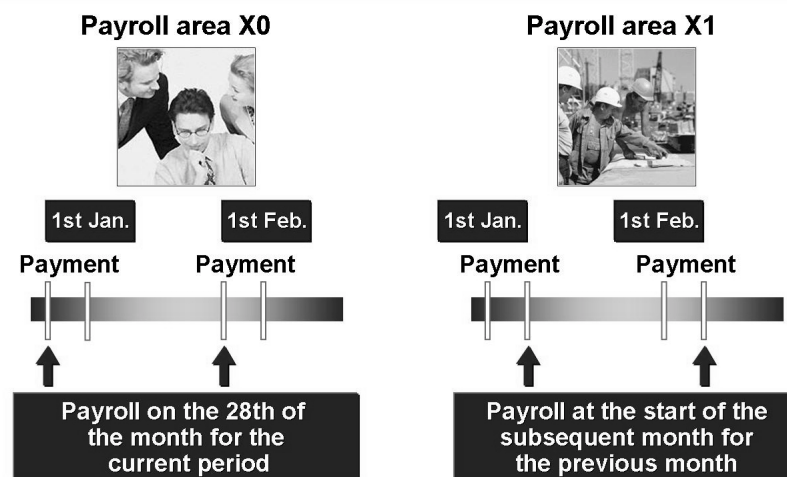 Payroll area X0
1st Jan.
1st Feb.
Payment
Payment
Payroll on the 28th of
the month for the
current period
Payroll area X1
1st Jan.
1st Feb.
Payment
Payment
Payroll at the start of the
subsequent month for
the previous month